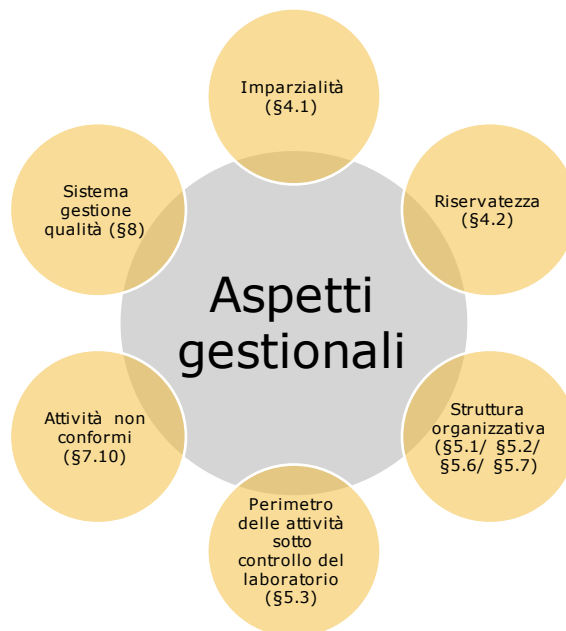 Imparzialità
(§4.1)
Riservatezza
(§4.2)
Struttura
organizzativa
(§5.1/ §5.2/
§5.6/ §5.7)
Perimetro
delle attività
sotto
controllo del
laboratorio
(§5.3)
Attività non
conformi
(§7.10)
Sistema
gestione
qualità (§8)
Aspetti
gestionali